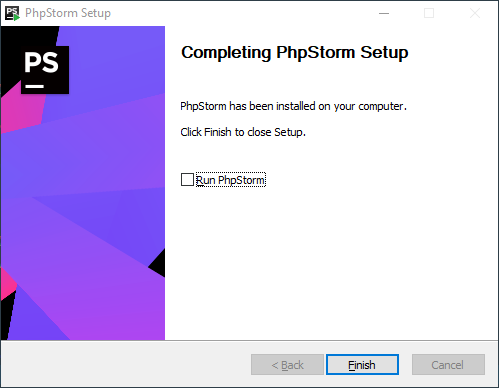 PS PhpStorm Setup
PS
Completing PhpStorm Setup
PhpStorm has been installed on your computer.
Click Finish to close Setup.
Run PhpStorm
< Back
Finish
Cancel